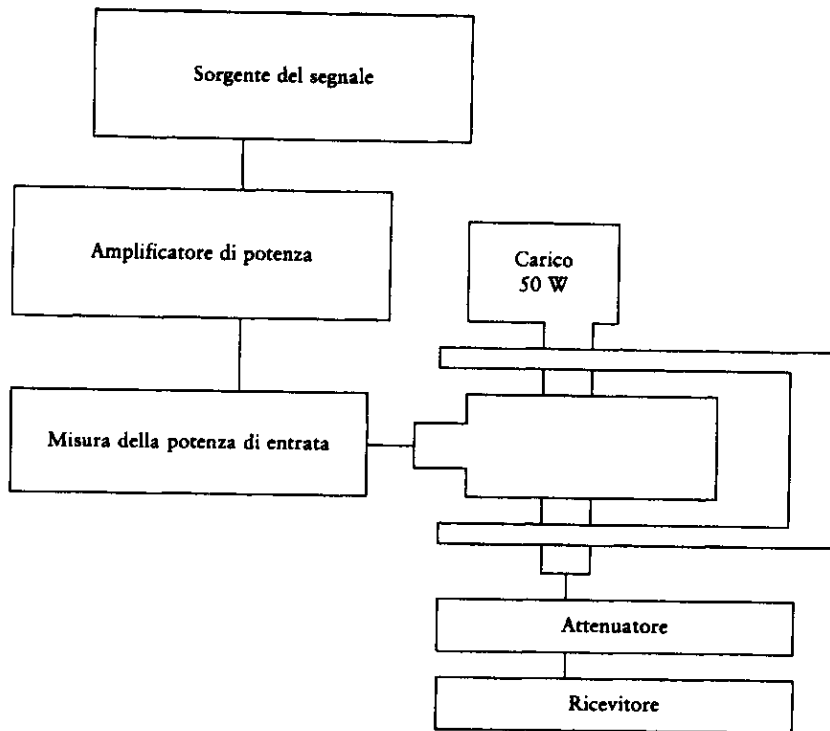 Sorgente del segnale
Amplificatore di potenza
Carico
50 W
Misura della potenza di entrata
Attenuatore
Ricevitore